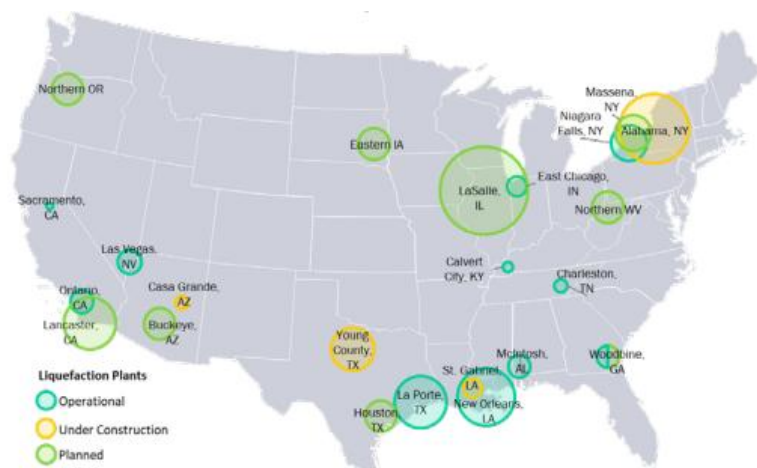 Massena,
NY
Northern OR
Niagara
Falls, NY
Alabama, NY
Eastern IA
East Chicago,
IN
LaSalle,
IL
Sacramento,
CA
Northern WV
Las Vegas,
NV
Calvert
City, KY
Charleston,
TN
Ontario,
CA
Casa Grande,
AZ
Lancaster,
CA
Buckeye,
AZ
Young
County,
TX
McIntosh,
AL
Woodbine,
GA
St. Gabriel,
LA
La Porte,
TX
New Orleans,
LA
Houston,
TX
Liquefaction Plants
Operational
Under Construction
Planned